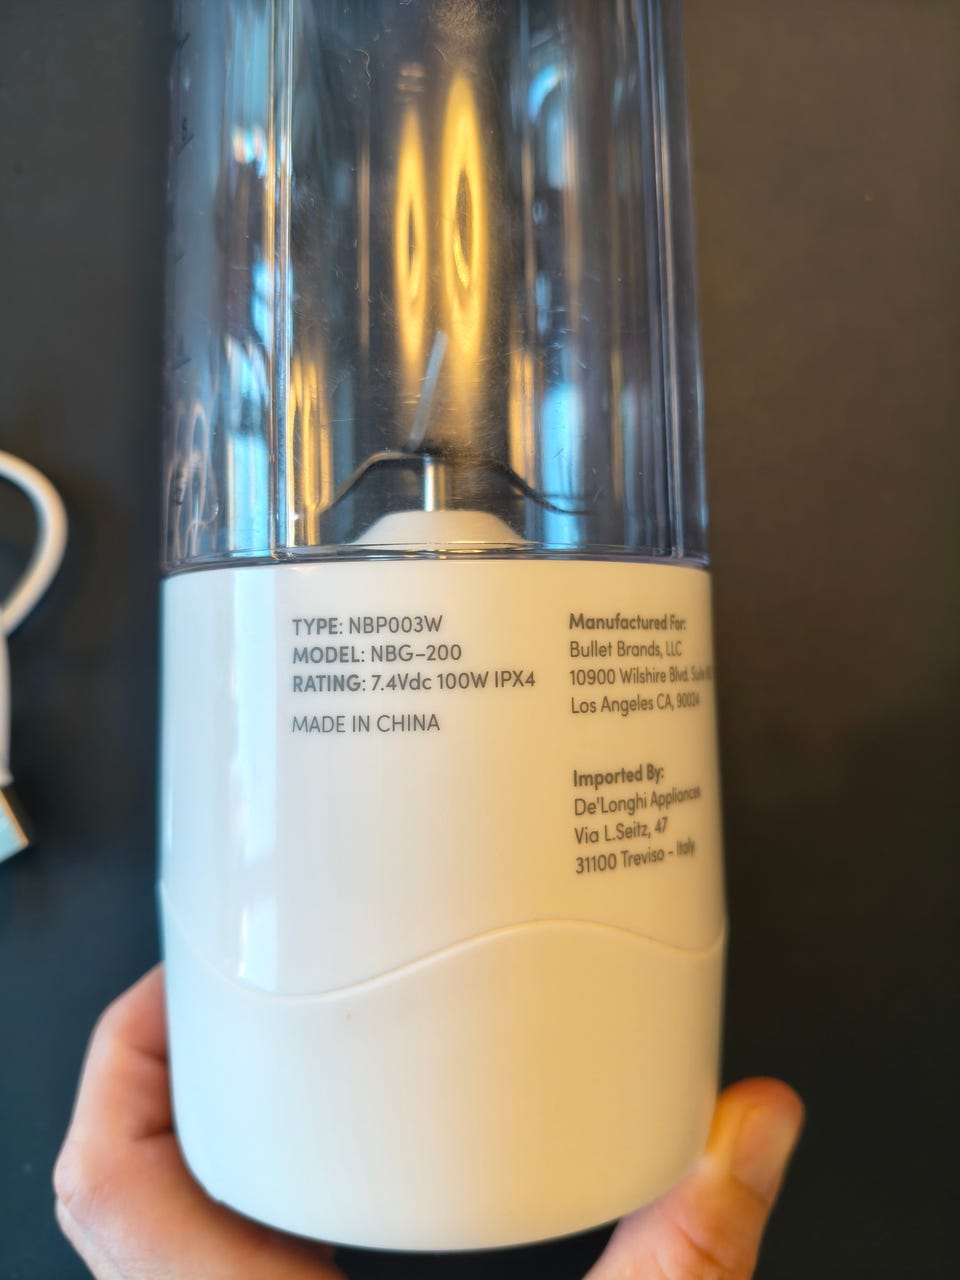 TYPE: NBP003W
MODEL: NBG-200
RATING: 7.4Vdc 100W IPX4
MADE IN CHINA
Manufactured For:
Bullet Brands, LLC
10900 Wilshire Blvd. Suite
Los Angeles CA, 90024
Imported By:
De'Longhi Appliances
Via L.Seitz, 47
31100 Treviso - Italy